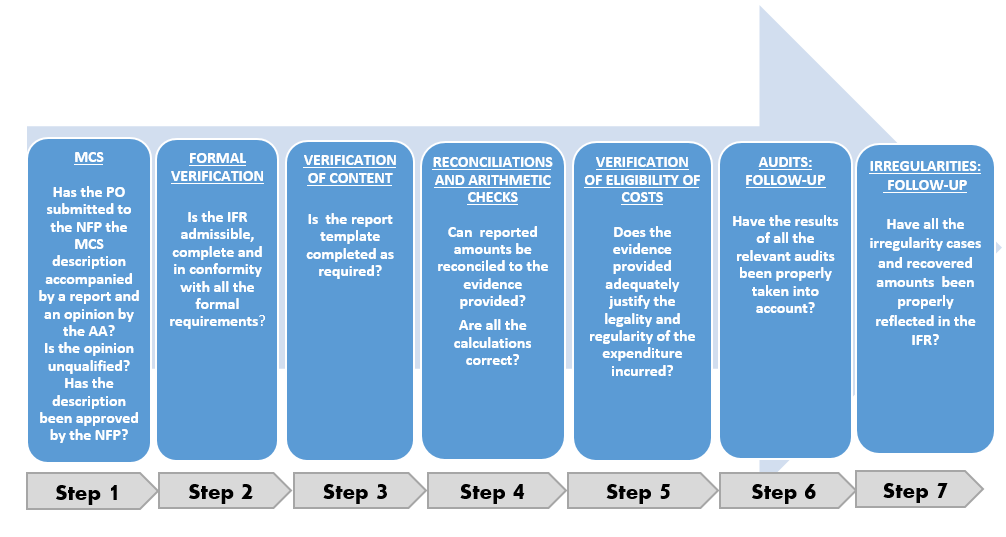 MCS
Has the PO
submitted to
the NFP the
MCS
description
accompanied
by a report and
an opinion by
the AA?
Is the opinion
unqualified?
Has the
description
been approved
by the NFP?
FORMAL
VERIFICATION
Is the IFR
admissible,
complete and
in conformity
with all the
formal
requirements?
VERIFICATION
OF CONTENT
Is the report
template
completed as
required?
RECONCILIATIONS
AND ARITHMETIC
CHECKS
Can reported
amounts be
reconciled to the
evidence
provided?
Are all the
calculations
correct?
VERIFICATION
OF ELIGIBILITY OF
COSTS
Does the
evidence
provided
adequately
justify the
legality and
regularity of the
expenditure
incurred?
AUDITS:
FOLLOW-UP
Have the results
of all the
relevant audits
been properly
taken into
account?
IRREGULARITIES:
FOLLOW-UP
Have all the
irregularity cases
and recovered
amounts been
properly
reflected in the
IFR?
Step 1
Step 2
Step 3
Step 4
Step 5
Step 6
Step 7